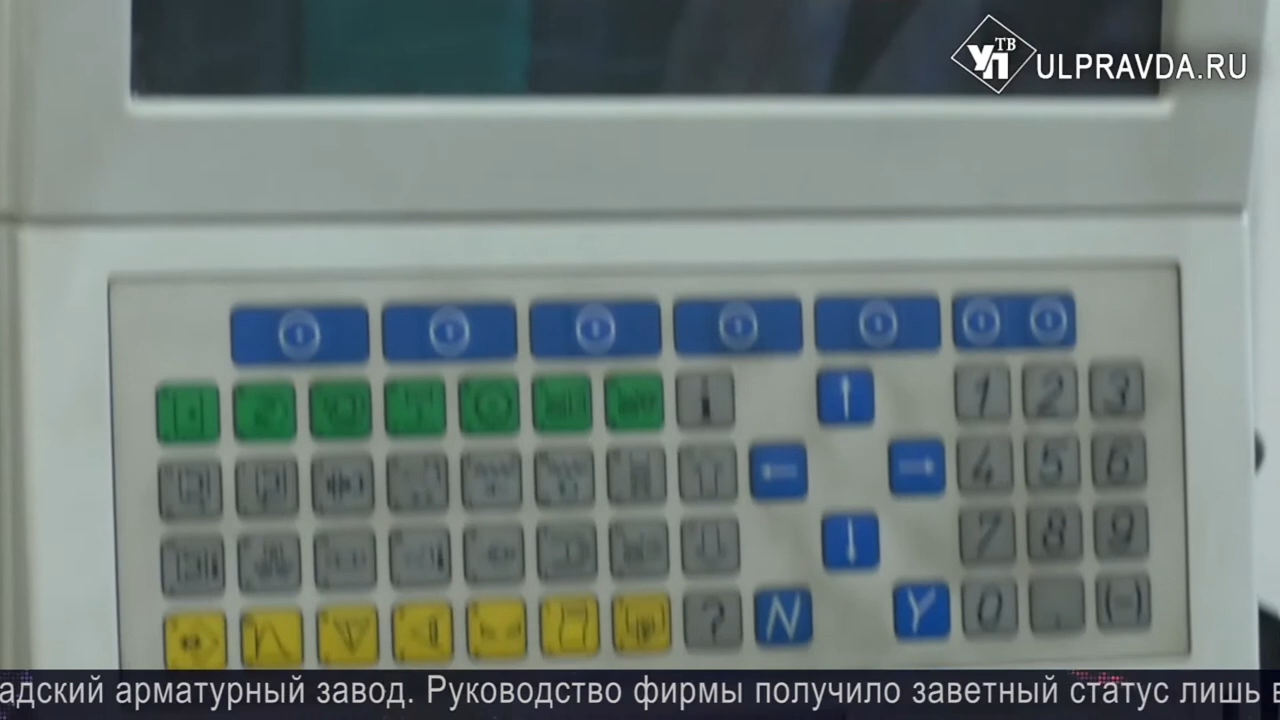 УП ТВ
ULPRAVDA.RU
1 2 3
4 5 6
7 8 9
? N Y 0 . (-)
адский арматурный завод. Руководство фирмы получило заветный статус лишь в